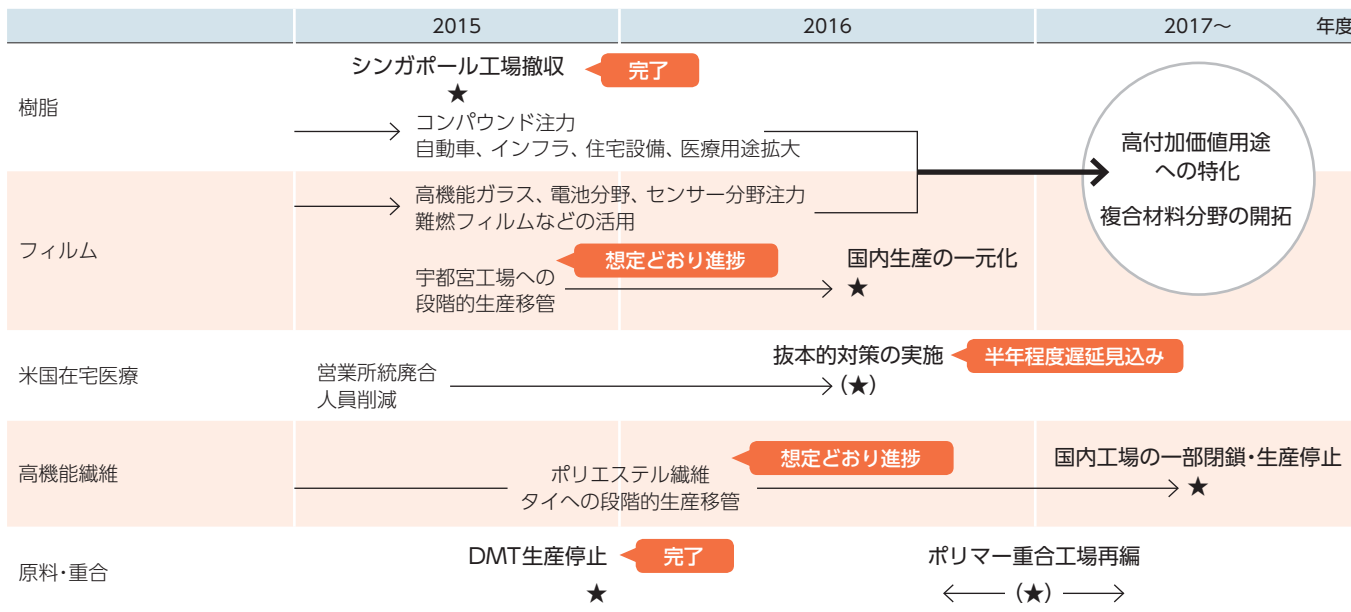 2015
2016
2017～
年度
樹脂
シンガポール工場撤収
完了
★
コンパウンド注力
自動車、インフラ、住宅設備、医療用途拡大
高付加価値用途
への特化
複合材料分野の開拓
フィルム
高機能ガラス、電池分野、センサー分野注力
難燃フィルムなどの活用
宇都宮工場への
段階的生産移管
想定どおり進捗
国内生産の一元化
★
米国在宅医療
営業所統廃合
人員削減
抜本的対策の実施
半年程度遅延見込み
(★)
高機能繊維
ポリエステル繊維
タイへの段階的生産移管
想定どおり進捗
国内工場の一部閉鎖・生産停止
★
原料・重合
DMT生産停止
完了
★
ポリマー重合工場再編
(★)